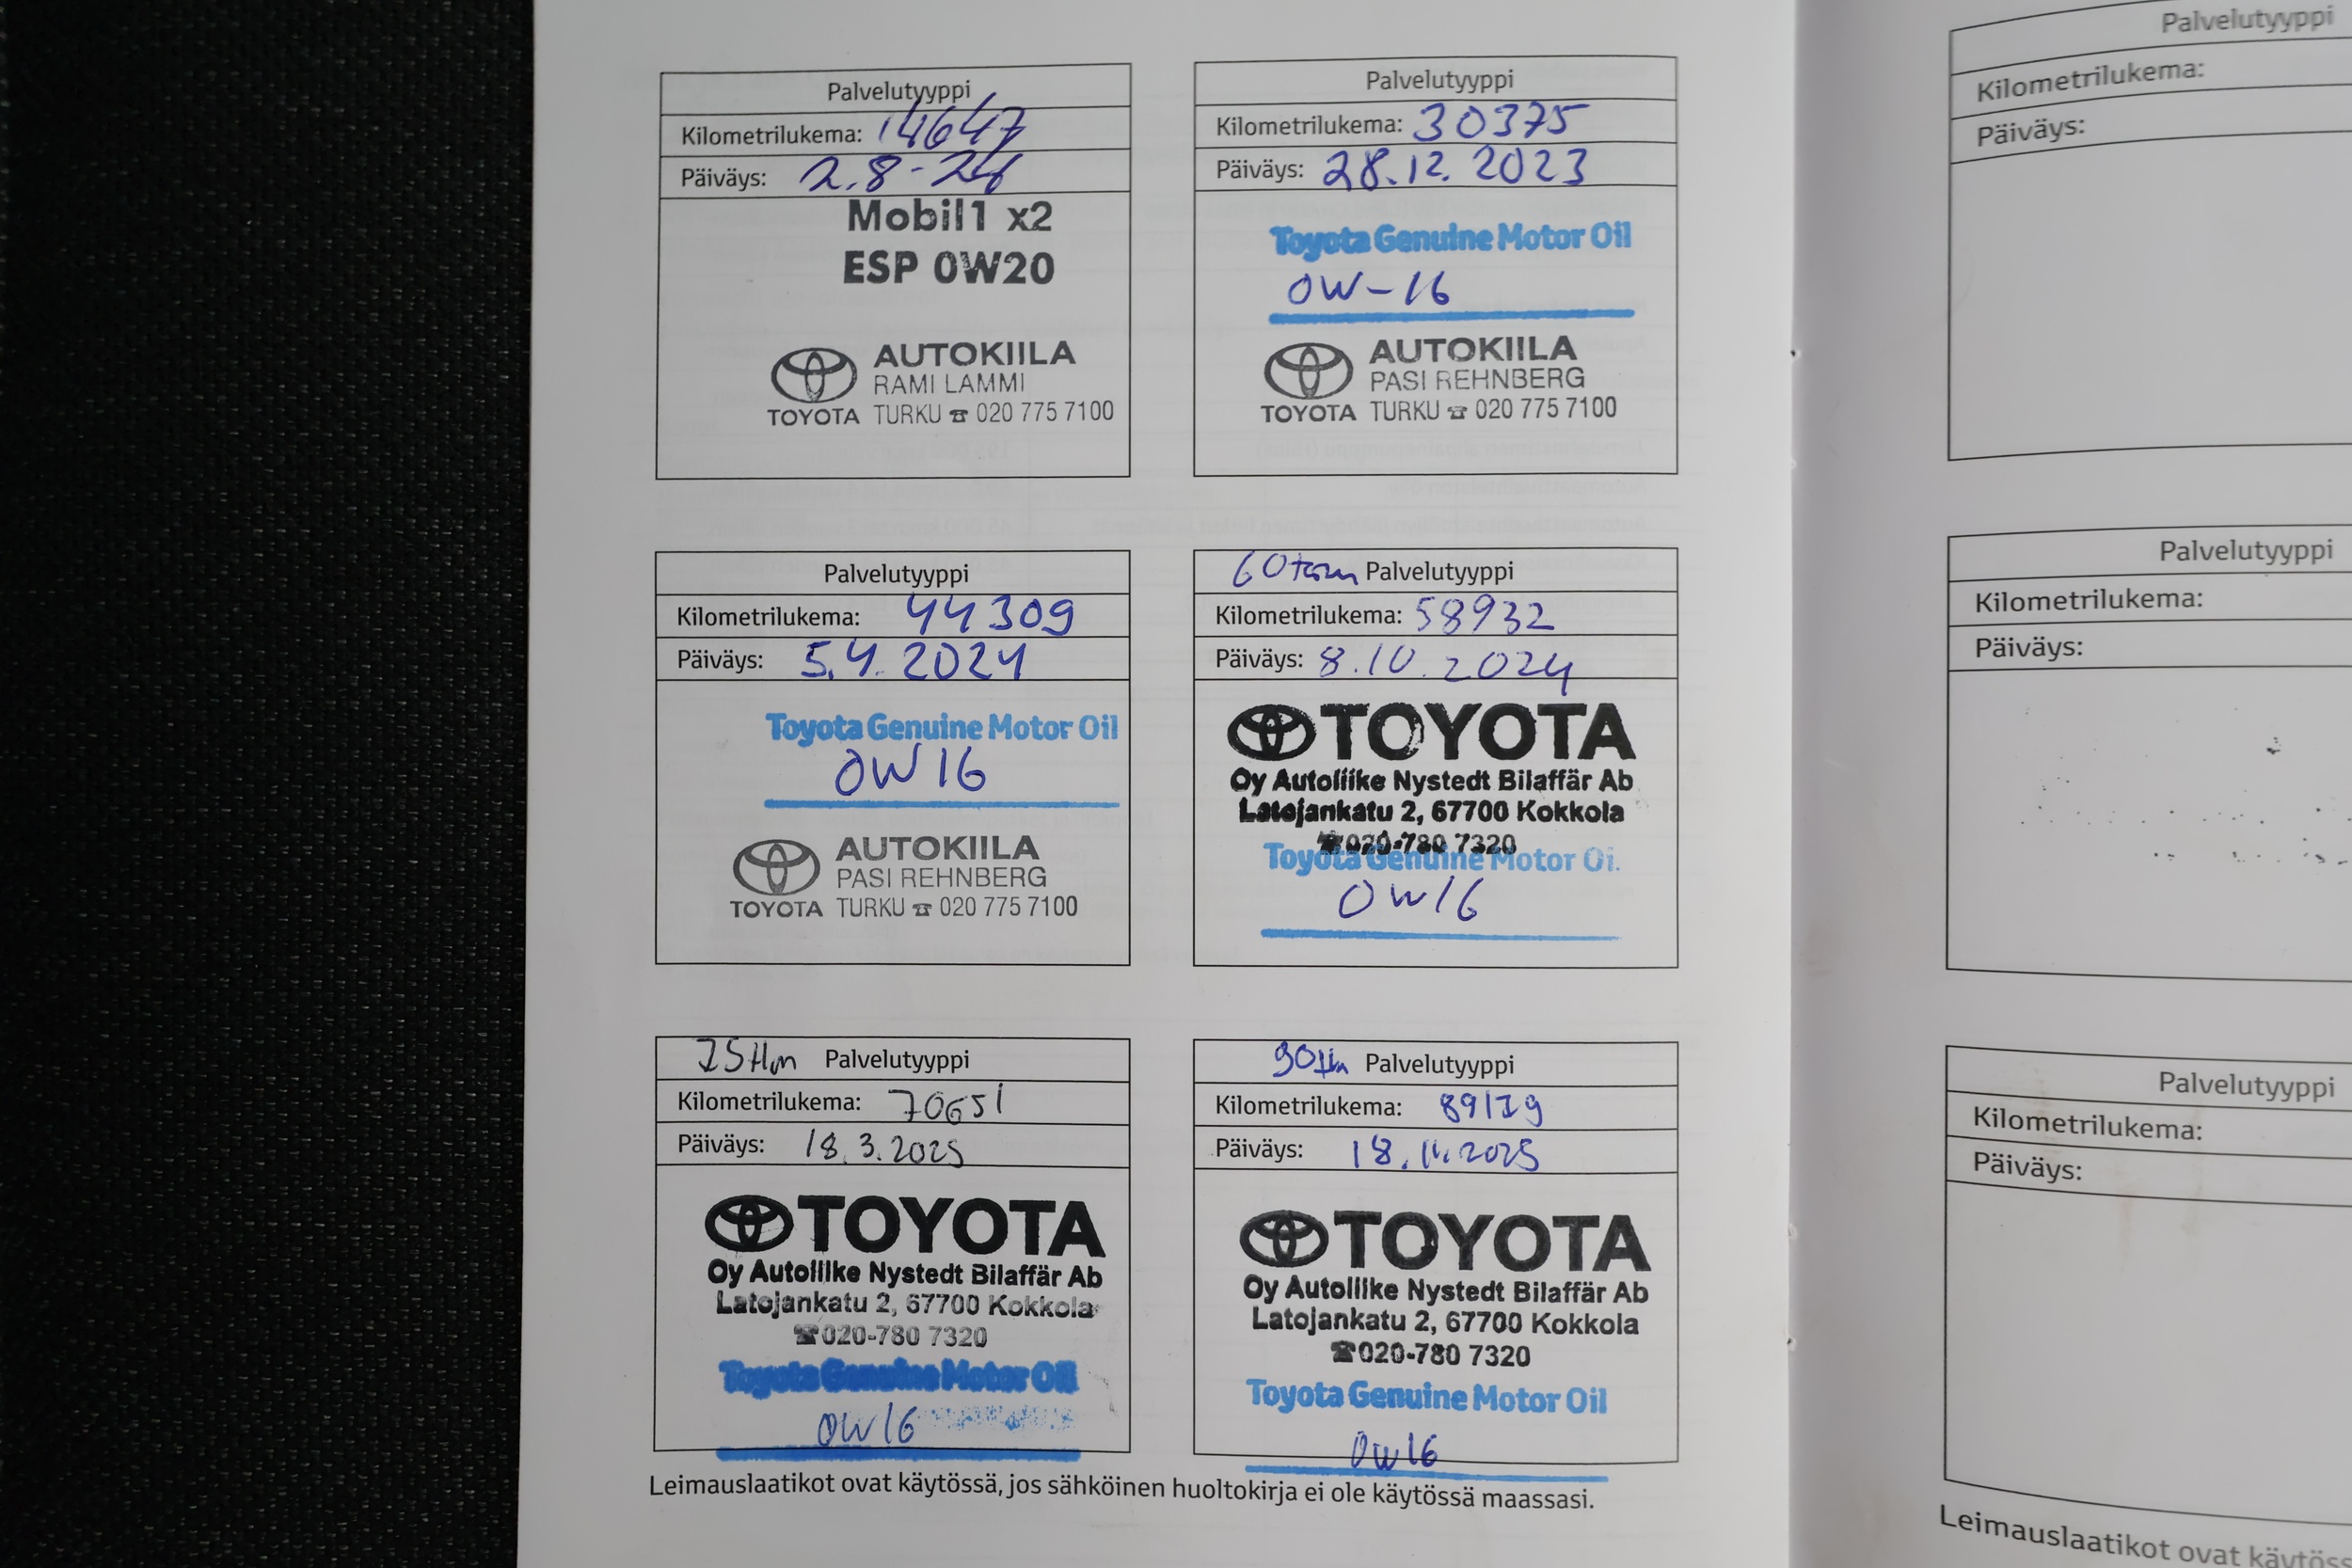 Palvelutyyppi
Kilometrilukema: 14647
Päiväys: 2.8-24
Mobil1 x2
ESP 0W20
AUTOKIILA
RAMI LAMMI
TOYOTA TURKU ☎ 020 775 7100
Palvelutyyppi
Kilometrilukema: 30375
Päiväys: 28.12.2023
Toyota Genuine Motor Oil
0W-16
AUTOKIILA
PASI REHNBERG
TOYOTA TURKU ☎ 020 775 7100
Palvelutyyppi
Kilometrilukema: 44309
Päiväys: 5.4.2024
Toyota Genuine Motor Oil
0W16
AUTOKIILA
PASI REHNBERG
TOYOTA TURKU ☎ 020 775 7100
Palvelutyyppi
Kilometrilukema: 58932
Päiväys: 8.10.2024
TOYOTA
Oy Autoliike Nystedt Bilaffär Ab
Latojankatu 2, 67700 Kokkola
☎020-780 7320
Toyota Genuine Motor Oi.
0W16
Palvelutyyppi
Kilometrilukema: 70651
Päiväys: 18.3.2025
TOYOTA
Oy Autoliike Nystedt Bilaffär Ab
Latojankatu 2, 67700 Kokkola
☎020-780 7320
Toyota Genuine Motor Oil
0W16
Palvelutyyppi
Kilometrilukema: 89179
Päiväys: 18.11.2025
TOYOTA
Oy Autoliike Nystedt Bilaffär Ab
Latojankatu 2, 67700 Kokkola
☎020-780 7320
Toyota Genuine Motor Oil
0W16
Leimauslaatikot ovat käytössä, jos sähköinen huoltokirja ei ole käytössä maassasi.
Palvelutyyppi
Kilometrilukema:
Päiväys:
Palvelutyyppi
Kilometrilukema:
Päiväys:
Palvelutyyppi
Kilometrilukema:
Päiväys:
Leimauslaatikot ovat